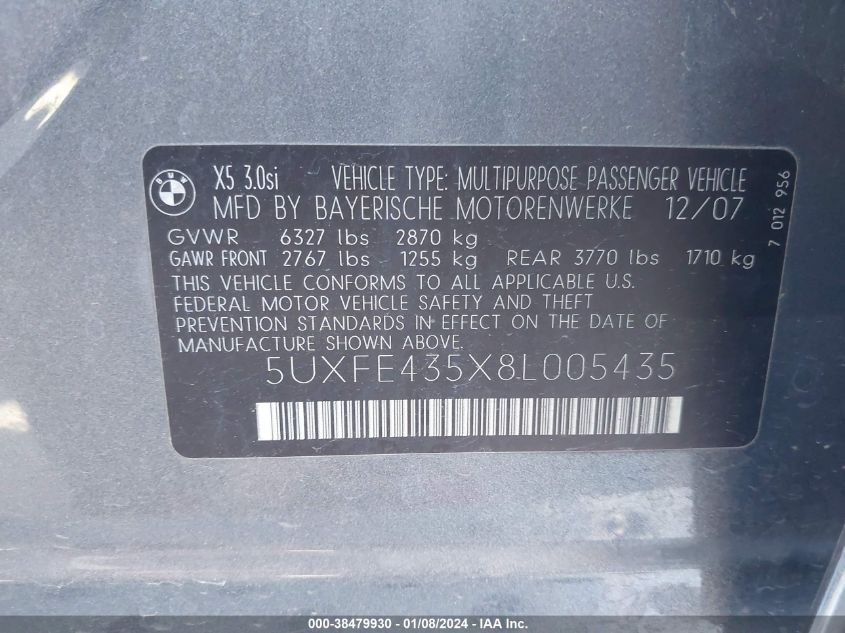 BMW
X5 3.0si VEHICLE TYPE: MULTIPURPOSE PASSENGER VEHICLE
MFD BY BAYERISCHE MOTORENWERKE 12/07
GVWR 6327 lbs 2870 kg
GAWR FRONT 2767 lbs 1255 kg REAR 3770 lbs 1710 kg
THIS VEHICLE CONFORMS TO ALL APPLICABLE U.S.
FEDERAL MOTOR VEHICLE SAFETY AND THEFT
PREVENTION STANDARDS IN EFFECT ON THE DATE OF
MANUFACTURE SHOWN ABOVE.
5UXFE435X8L005435
7 012 956
000-38479930 - 01/08/2024 - © IAA Inc.